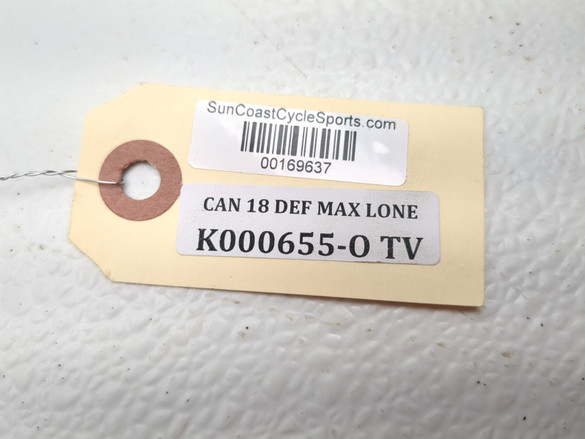 SunCoastCycleSports.com
00169637
CAN 18 DEF MAX LONE
K000655-O TV